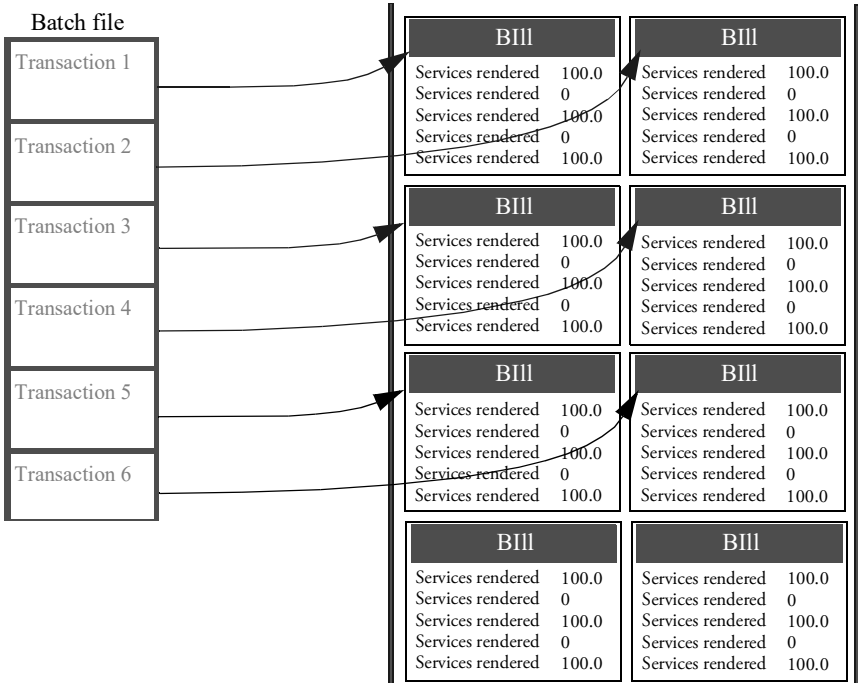 Batch file
Transaction 1
Transaction 2
Transaction 3
Transaction 4
Transaction 5
Transaction 6
BIll
Services rendered 100.0
0
100.0
0
100.0
Services rendered
Services rendered
Services rendered
Services rendered
BIll
Services rendered 100.0
Services rendered 0
Services rendered 100.0
Services rendered 0
Services rendered 100.0
BIll
Services rendered 100.0
Services rendered 0
Services rendered 100.0
Services rendered 0
Services rendered 100.0
BIll
Services rendered 100.0
Services rendered 0
Services rendered 100.0
Services rendered 0
Services rendered 100.0
BIll
Services rendered 100.0
Services rendered 0
Services rendered 100.0
Services rendered 0
Services rendered 100.0
BIll
Services rendered 100.0
Services rendered 0
Services rendered 100.0
Services rendered 0
Services rendered 100.0
BIll
Services rendered 100.0
Services rendered 0
Services rendered 100.0
Services rendered 0
Services rendered 100.0
BIll
Services rendered 100.0
Services rendered 0
Services rendered 100.0
Services rendered 0
Services rendered 100.0